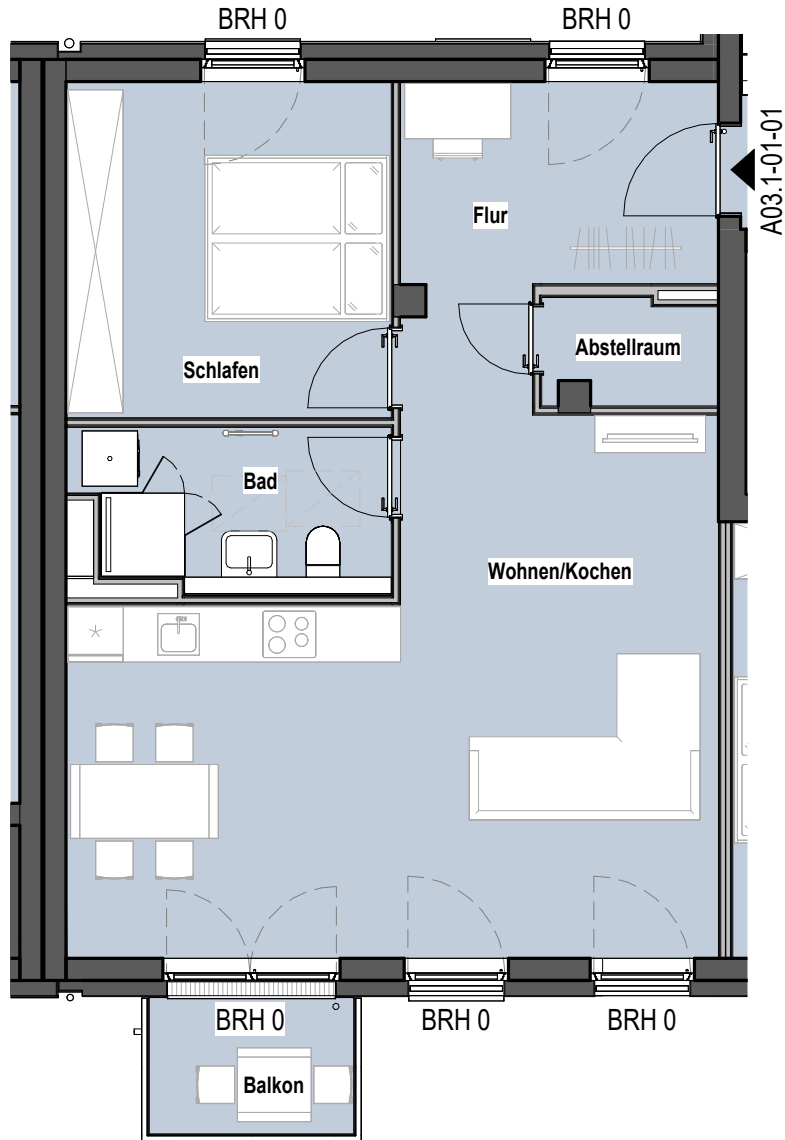 BRH 0
BRH 0
A03.1-01-01
Flur
Abstellraum
Schlafen
Bad
Wohnen/Kochen
BRH 0
BRH 0
BRH 0
Balkon